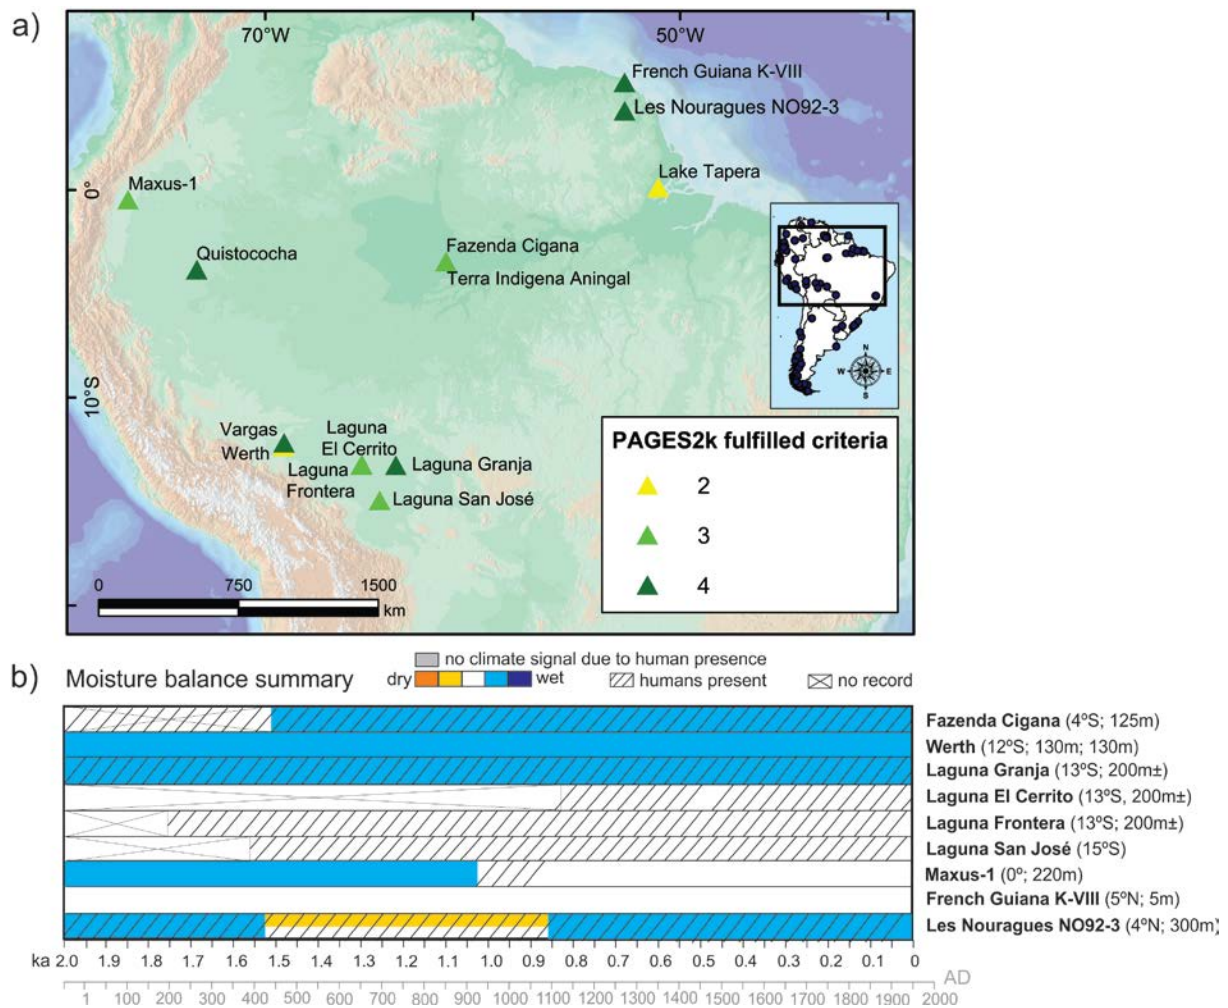 a)
70°W
50°W
French Guiana K-VIII
Les Nouragues NO92-3
Lake Tapera
Maxus-1
0°
Quistococha
Fazenda Cigana
Terra Indigena Aningal
10°S
N
W E
S
Vargas
Werth
Laguna
El Cerrito
Laguna
Frontera
Laguna Granja
Laguna San José
PAGES2k fulfilled criteria
2
3
4
0 750 1500
km
b) Moisture balance summary
no climate signal due to human presence
dry wet humans present no record
Fazenda Cigana (4ºS; 125m)
Werth (12ºS; 130m; 130m)
Laguna Granja (13ºS; 200m±)
Laguna El Cerrito (13ºS, 200m±)
Laguna Frontera (13ºS; 200m±)
Laguna San José (15ºS)
Maxus-1 (0º; 220m)
French Guiana K-VIII (5ºN; 5m)
Les Nouragues NO92-3 (4ºN; 300m)
ka 2.0 1.9 1.8 1.7 1.6 1.5 1.4 1.3 1.2 1.1 1.0 0.9 0.8 0.7 0.6 0.5 0.4 0.3 0.2 0.1 0
AD
1 100 200 300 400 500 600 700 800 900 1000 1100 1200 1300 1400 1500 1600 1700 1800 1900 2000